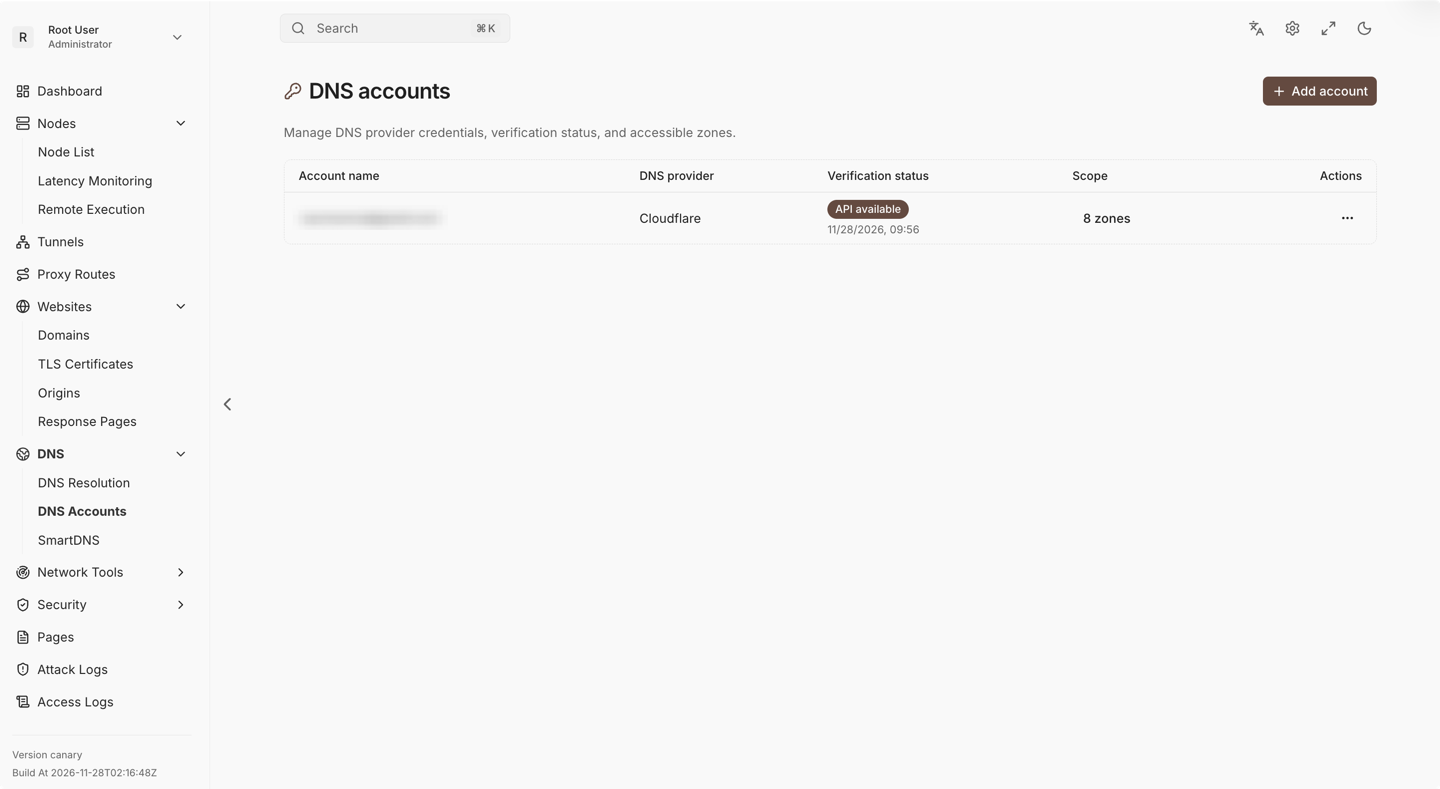 R
Root User
Administrator
Dashboard
Nodes
Node List
Latency Monitoring
Remote Execution
Tunnels
Proxy Routes
Websites
Domains
TLS Certificates
Origins
Response Pages
DNS
DNS Resolution
DNS Accounts
SmartDNS
Network Tools
Security
Pages
Attack Logs
Access Logs
Version canary
Build At 2026-11-28T02:16:48Z
Search ⌘K
DNS accounts
Add account
Manage DNS provider credentials, verification status, and accessible zones.
Account name DNS provider Verification status Scope Actions
Cloudflare API available 8 zones
11/28/2026, 09:56